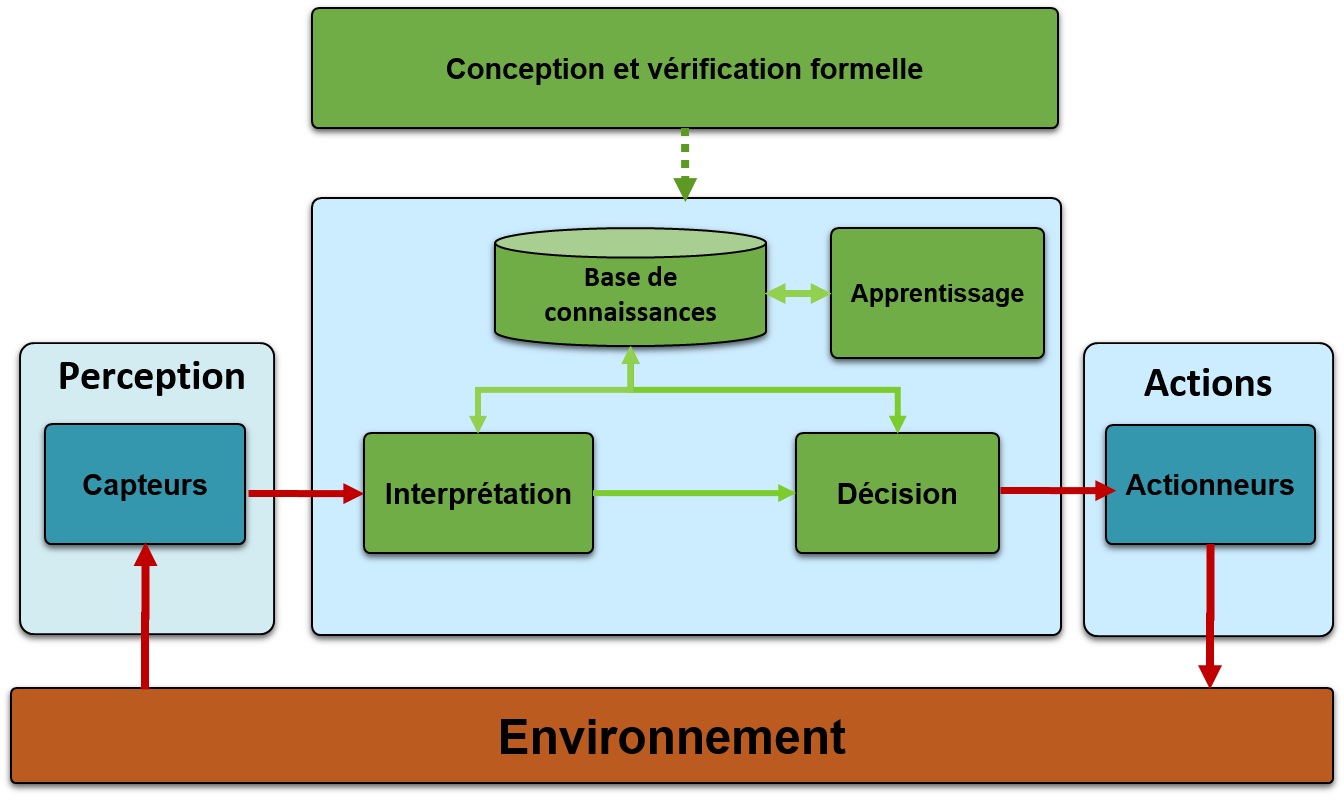 Conception et vérification formelle
Base de
connaissances
Apprentissage
Perception
Capteurs
Interprétation
Décision
Actions
Actionneurs
Environnement